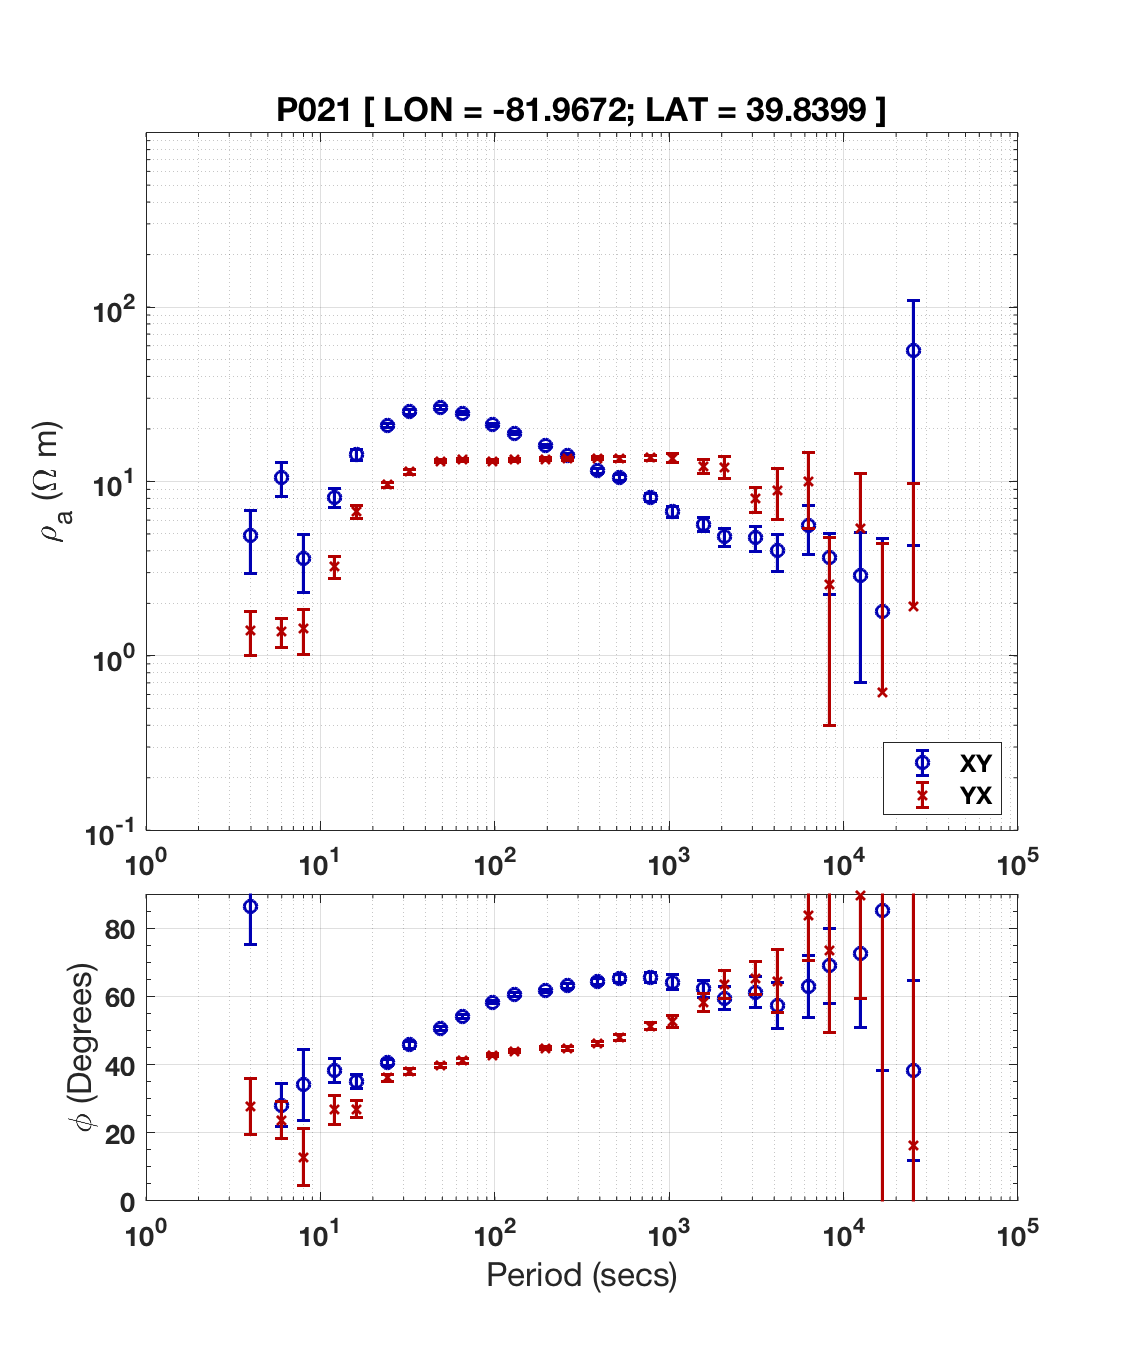 P021 [ LON = -81.9672; LAT = 39.8399 ]
ρa (Ω m)
10^2
10^1
10^0
10^-1
XY
YX
10^0 10^1 10^2 10^3 10^4 10^5
ϕ (Degrees)
80
60
40
20
0
10^0 10^1 10^2 10^3 10^4 10^5
Period (secs)